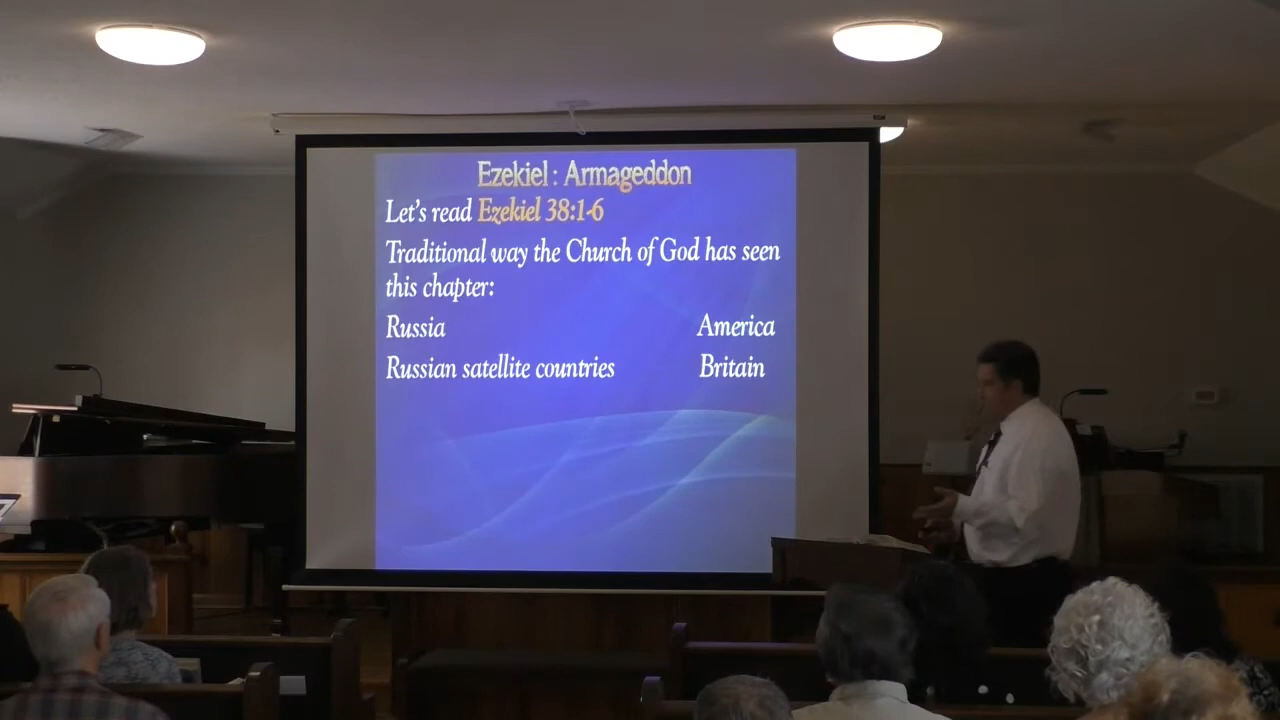 Ezekiel : Armageddon
Let's read Ezekiel 38:1-6
Traditional way the Church of God has seen
this chapter:
Russia America
Russian satellite countries Britain